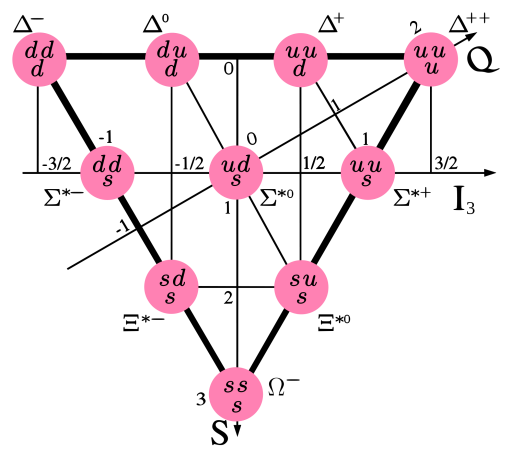 Δ⁻ Δ⁰ Δ⁺ 2 Δ⁺⁺
dd du uu uu
d d d u
0 Q
1
-1 0 1
-3/2 -1/2 1/2 3/2
dd ud uu
s s s
Σ*⁻ 1 Σ*⁰ Σ*⁺ I₃
-1
sd su
s s
2
Ξ*⁻ Ξ*⁰
ss
s
3 Ω⁻
S